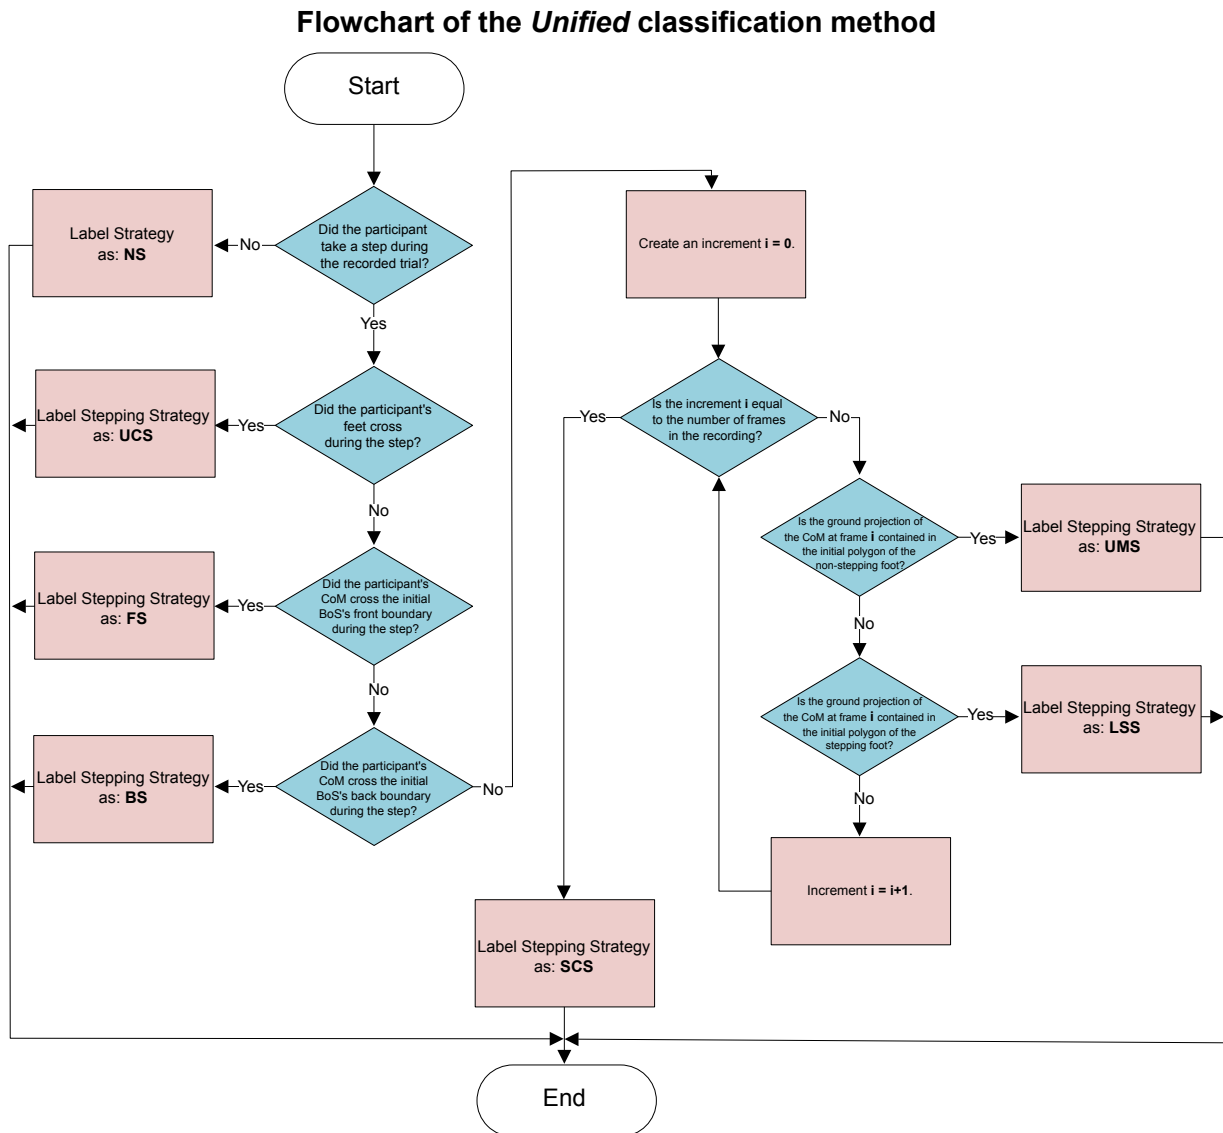 Flowchart of the Unified classification method
Start
Did the participant
take a step during
the recorded trial?
No
Label Strategy
as: NS
Yes
Did the participant's
feet cross
during the step?
Yes
Label Stepping Strategy
as: UCS
No
Did the participant's
CoM cross the initial
BoS's front boundary
during the step?
Yes
Label Stepping Strategy
as: FS
No
Did the participant's
CoM cross the initial
BoS's back boundary
during the step?
Yes
Label Stepping Strategy
as: BS
No
Create an increment i = 0.
Is the increment i equal
to the number of frames
in the recording?
Yes
No
Is the ground projection of
the CoM at frame i contained in
the initial polygon of the
non-stepping foot?
Yes
Label Stepping Strategy
as: UMS
No
Is the ground projection of
the CoM at frame i contained in
the initial polygon of the
stepping foot?
Yes
Label Stepping Strategy
as: LSS
No
Increment i = i+1.
Label Stepping Strategy
as: SCS
End